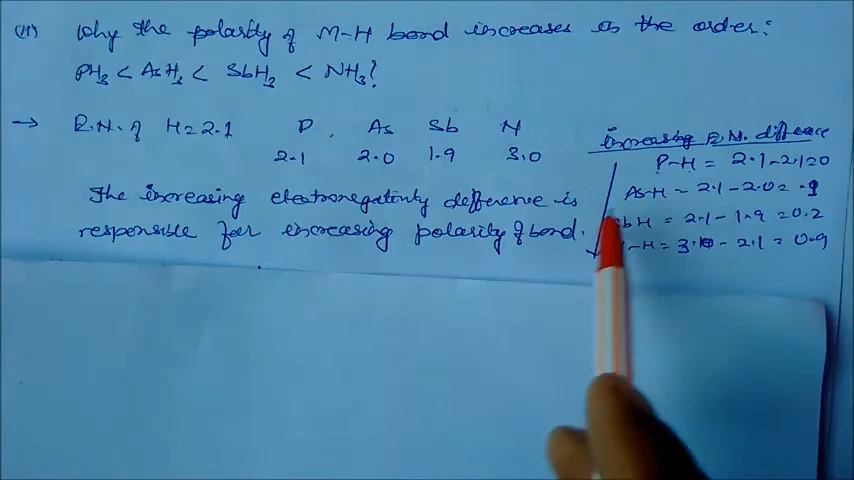 (11) Why the polarity of M-H bond increases in the order:
PH3 < AsH3 < SbH3 < NH3?
→ E.N. of H=2.1 P, As Sb N
2.1 2.0 1.9 3.0
The increasing electronegativity difference is
responsible for increasing polarity of bond.
increasing E.N. difference
P-H = 2.1-2.1=0
As-H = 2.1-2.0=.1
SbH = 2.1-1.9=0.2
-H = 3.0-2.1=0.9